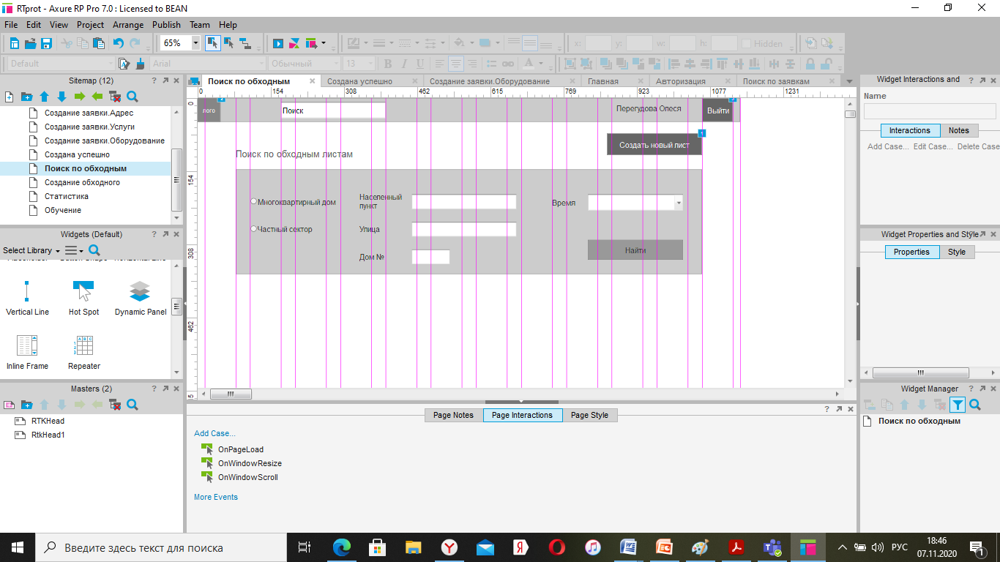 RTprot - Axure RP Pro 7.0 : Licensed to BEAN
File Edit View Project Arrange Publish Team Help
65% x: y: w: h: Hidden
Default Arial Обычный 13 B I U A
Sitemap (12)
Создание заявки.Адрес
Создание заявки.Услуги
Создание заявки.Оборудование
Создана успешно
Поиск по обходным
Создание обходного
Статистика
Обучение
Widgets (Default)
Select Library
Vertical Line Hot Spot Dynamic Panel
Inline Frame Repeater
Masters (2)
RTKHead
RtkHead1
Поиск по обходным Создана успешно Создание заявки.Оборудование Главная Авторизация Поиск по заявкам
0 154 308 462 615 769 923 1077 1231
0
154
308
462
лого Поиск Перегудова Олеся Выйти
1
Создать новый лист
Поиск по обходным листам
Многоквартирный дом
Частный сектор
Населенный
пункт
Улица
Дом №
Время
Найти
Page Notes Page Interactions Page Style
Add Case...
OnPageLoad
OnWindowResize
OnWindowScroll
More Events
Widget Interactions and
Name
Interactions Notes
Add Case... Edit Case... Delete Case
Widget Properties and Style
Properties Style
Widget Manager
Поиск по обходным
Введите здесь текст для поиска
РУС
18:46
07.11.2020
1